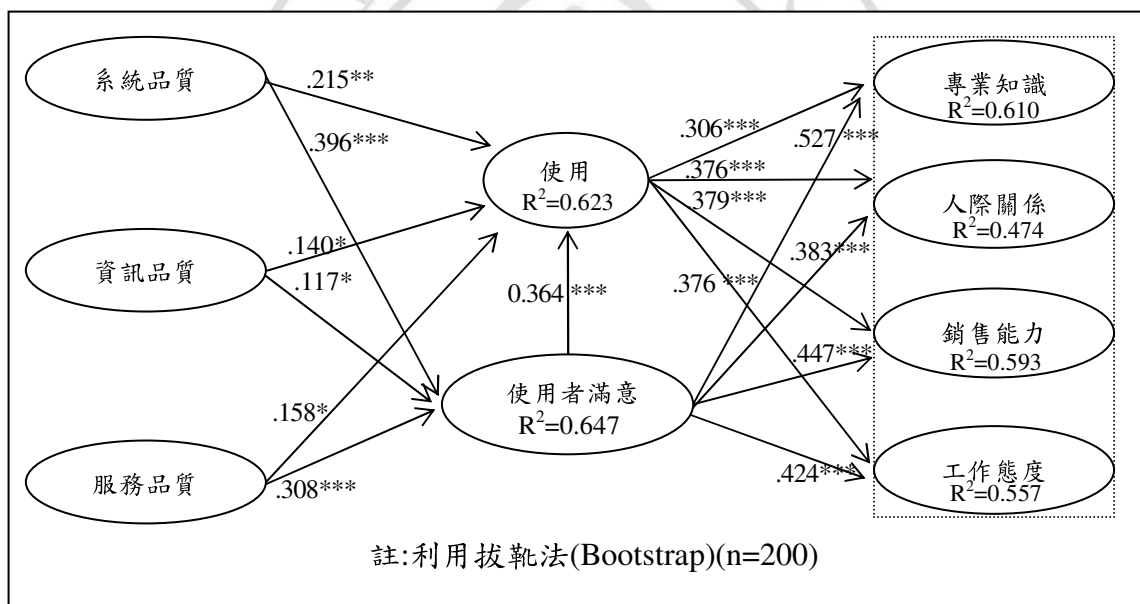 系統品質
.215**
.396***
使用
R²=0.623
資訊品質
.140*
.117*
0.364 ***
使用者滿意
R²=0.647
服務品質
.158*
.308***
.306***
.527 ***
.376***
.379***
.383***
.376 ***
.447***
.424***
專業知識
R²=0.610
人際關係
R²=0.474
銷售能力
R²=0.593
工作態度
R²=0.557
註:利用拔靴法(Bootstrap)(n=200)